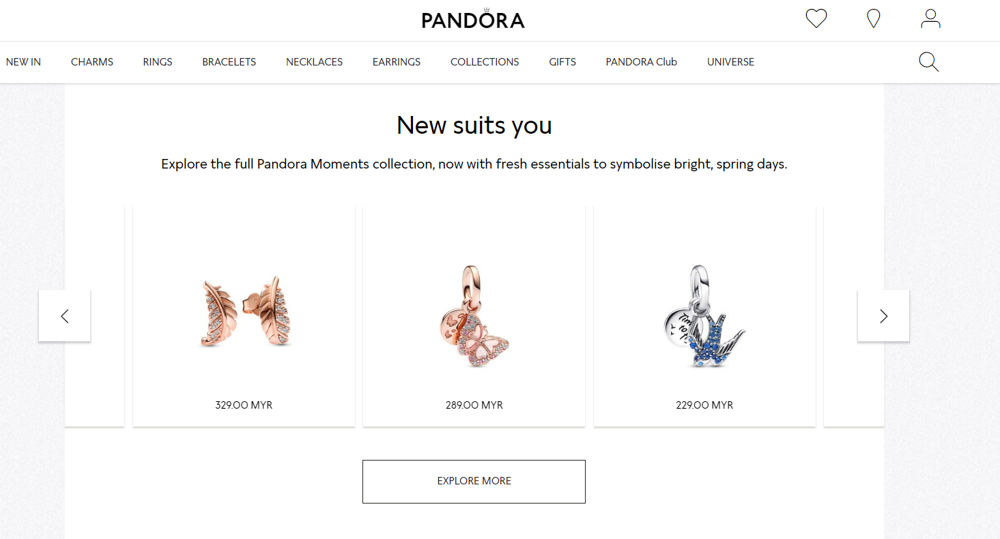 PANDORA
NEW IN CHARMS RINGS BRACELETS NECKLACES EARRINGS COLLECTIONS GIFTS PANDORA Club UNIVERSE
New suits you
Explore the full Pandora Moments collection, now with fresh essentials to symbolise bright, spring days.
329.00 MYR 289.00 MYR 229.00 MYR
EXPLORE MORE